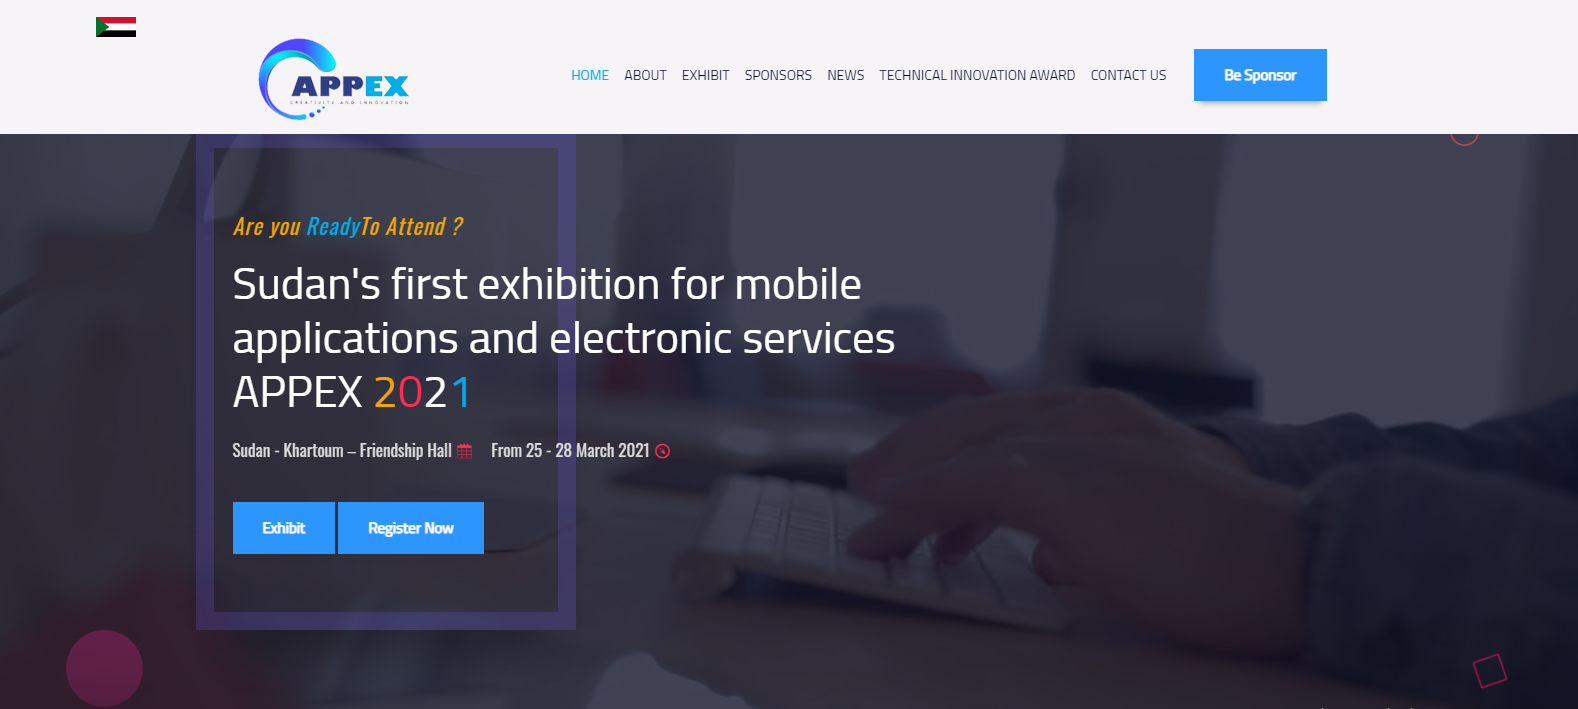 APPEX
CREATIVITY AND INNOVATION
HOME ABOUT EXHIBIT SPONSORS NEWS TECHNICAL INNOVATION AWARD CONTACT US
Be Sponsor
Are you ReadyTo Attend ?
Sudan's first exhibition for mobile
applications and electronic services
APPEX 2021
Sudan - Khartoum – Friendship Hall From 25 - 28 March 2021
Exhibit Register Now